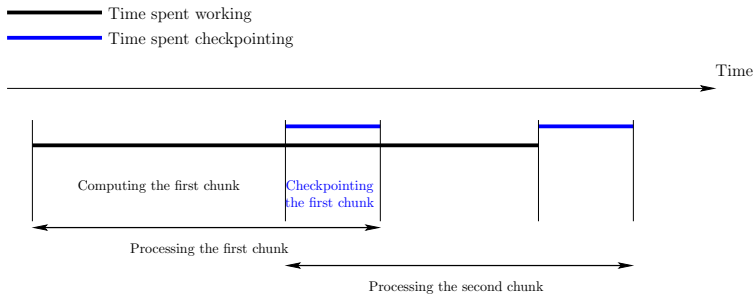 Time spent working
Time spent checkpointing
Time
Computing the first chunk
Checkpointing
the first chunk
Processing the first chunk
Processing the second chunk